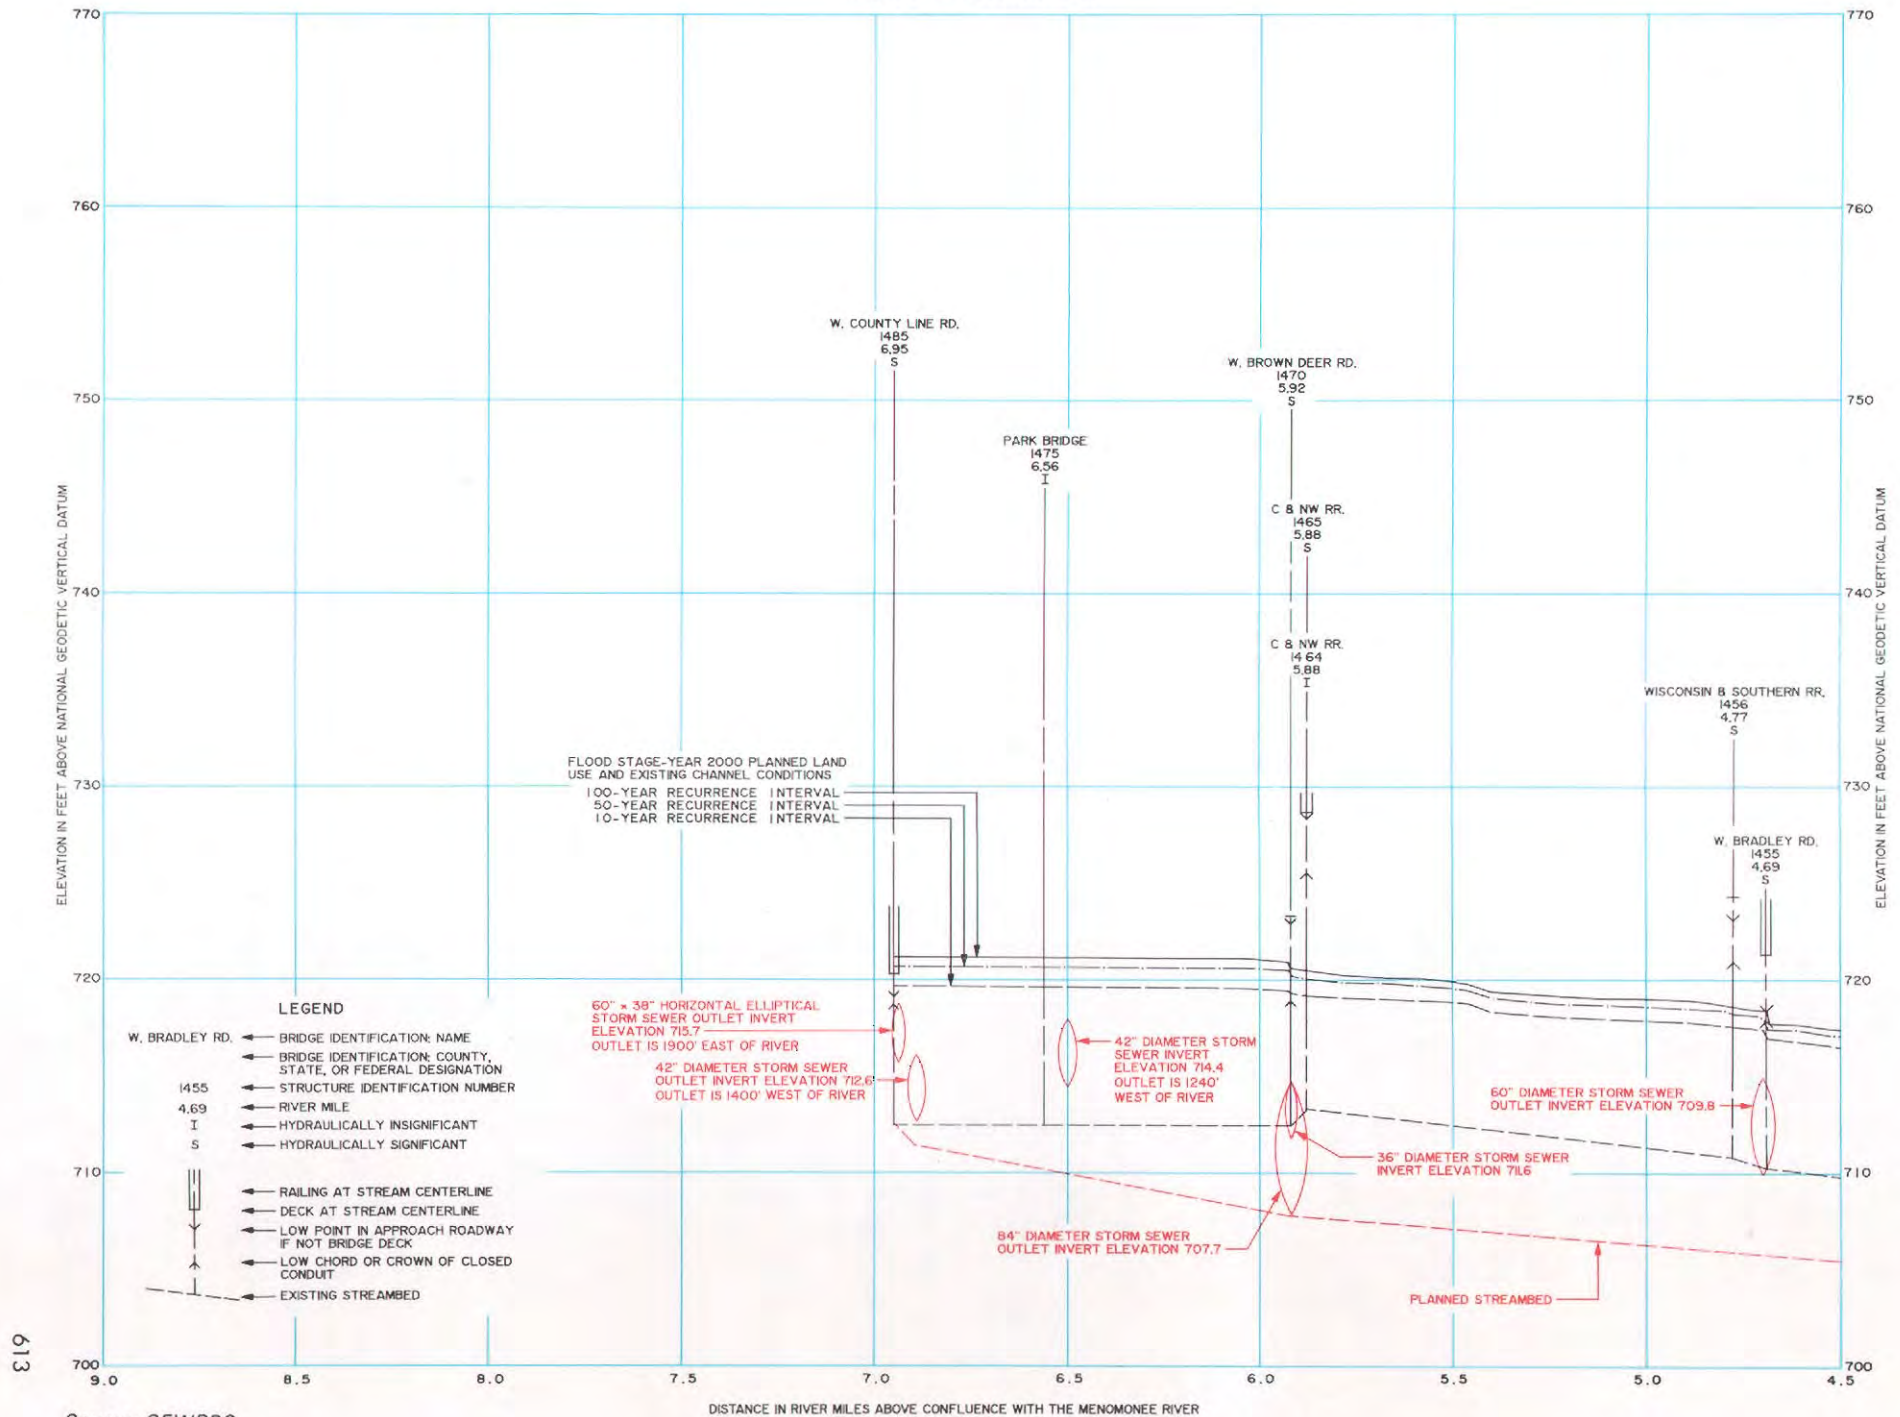 770
770
760
760
W. COUNTY LINE RD.
1485
6.95
S
W. BROWN DEER RD.
1470
5.92
S
750
750
PARK BRIDGE
1475
6.56
I
C & NW RR.
1465
5.88
S
740
740
C & NW RR.
1464
5.88
I
WISCONSIN & SOUTHERN RR.
1456
4.77
S
ELEVATION IN FEET ABOVE NATIONAL GEODETIC VERTICAL DATUM
ELEVATION IN FEET ABOVE NATIONAL GEODETIC VERTICAL DATUM
FLOOD STAGE-YEAR 2000 PLANNED LAND
USE AND EXISTING CHANNEL CONDITIONS
100-YEAR RECURRENCE INTERVAL
50-YEAR RECURRENCE INTERVAL
10-YEAR RECURRENCE INTERVAL
730
730
W. BRADLEY RD.
1455
4.69
S
720
720
LEGEND
W. BRADLEY RD.
BRIDGE IDENTIFICATION: NAME
BRIDGE IDENTIFICATION: COUNTY,
STATE, OR FEDERAL DESIGNATION
1455
STRUCTURE IDENTIFICATION NUMBER
4.69
RIVER MILE
I
HYDRAULICALLY INSIGNIFICANT
S
HYDRAULICALLY SIGNIFICANT
RAILING AT STREAM CENTERLINE
DECK AT STREAM CENTERLINE
LOW POINT IN APPROACH ROADWAY
IF NOT BRIDGE DECK
LOW CHORD OR CROWN OF CLOSED
CONDUIT
EXISTING STREAMBED
60" x 38" HORIZONTAL ELLIPTICAL
STORM SEWER OUTLET INVERT
ELEVATION 715.7
OUTLET IS 1900' EAST OF RIVER
42" DIAMETER STORM SEWER
OUTLET INVERT ELEVATION 712.6
OUTLET IS 1400' WEST OF RIVER
42" DIAMETER STORM
SEWER INVERT
ELEVATION 714.4
OUTLET IS 1240'
WEST OF RIVER
60" DIAMETER STORM SEWER
OUTLET INVERT ELEVATION 709.8
36" DIAMETER STORM SEWER
INVERT ELEVATION 711.6
84" DIAMETER STORM SEWER
OUTLET INVERT ELEVATION 707.7
PLANNED STREAMBED
710
710
700
700
9.0
8.5
8.0
7.5
7.0
6.5
6.0
5.5
5.0
4.5
DISTANCE IN RIVER MILES ABOVE CONFLUENCE WITH THE MENOMONEE RIVER
613